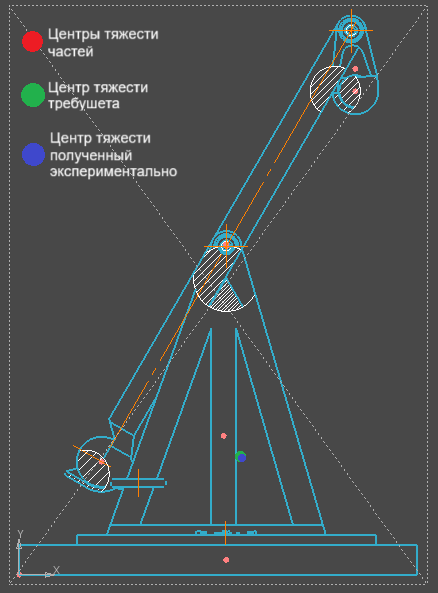 Центры тяжести
частей
Центр тяжести
требушета
Центр тяжести
полученный
экспериментально
Y
X